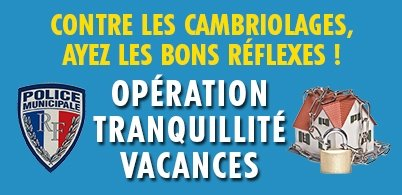 CONTRE LES CAMBRIOLAGES,
AYEZ LES BONS RÉFLEXES !
POLICE
MUNICIPALE
RF
OPÉRATION
TRANQUILLITÉ
VACANCES